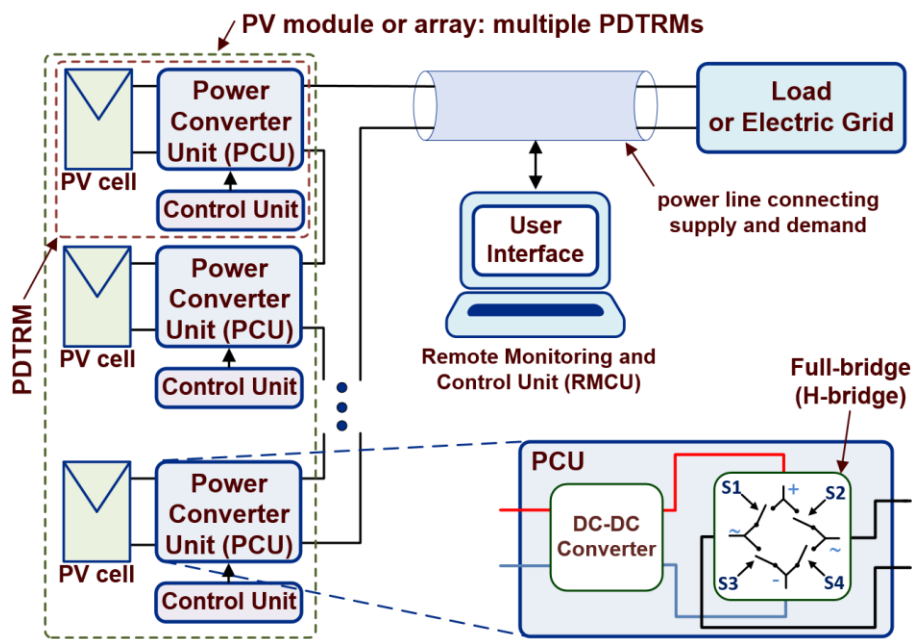 PV module or array: multiple PDTRMs
PV cell
Power
Converter
Unit (PCU)
Control Unit
PDTRM
PV cell
Power
Converter
Unit (PCU)
Control Unit
PV cell
Power
Converter
Unit (PCU)
Control Unit
Load
or Electric Grid
power line connecting
supply and demand
User
Interface
Remote Monitoring and
Control Unit (RMCU)
Full-bridge
(H-bridge)
PCU
DC-DC
Converter
S1
+
S2
~
~
S3
-
S4